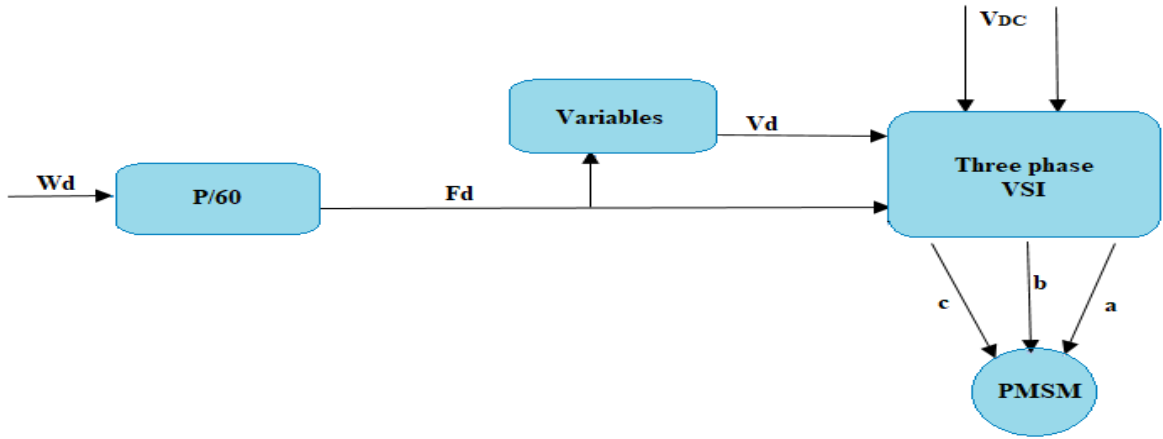 VDC
Variables
Vd
Three phase
VSI
Wd
P/60
Fd
c
b
a
PMSM